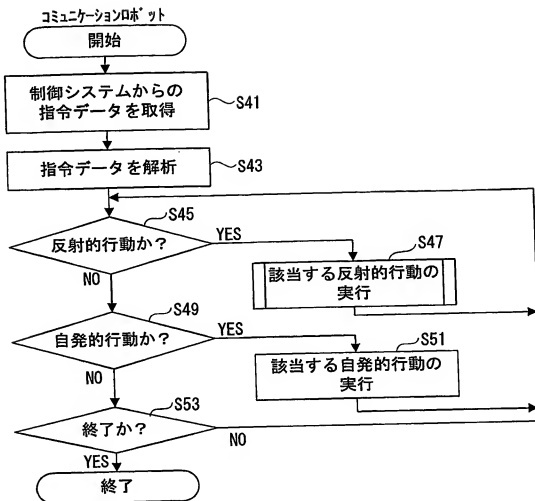 コミュニケーションロボット
開始
制御システムからの
指令データを取得
S41
指令データを解析
S43
S45
反射的行動か?
YES
NO
S47
該当する反射的行動の
実行
S49
自発的行動か?
YES
NO
S51
該当する自発的行動の
実行
S53
終了か?
NO
YES
終了